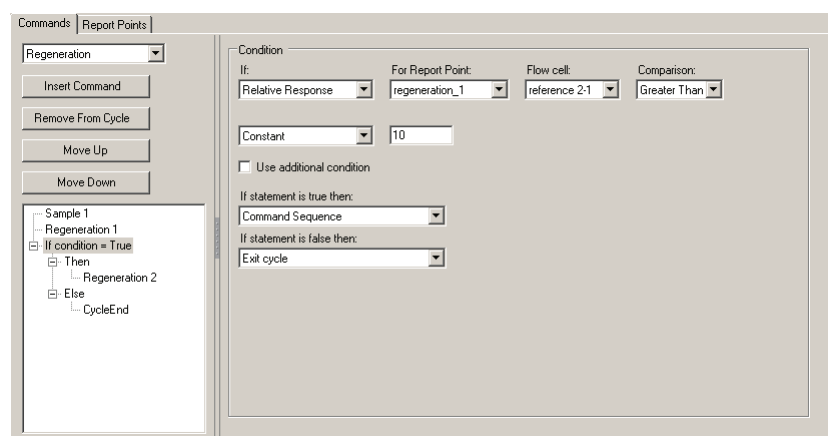 Commands Report Points
Regeneration
Insert Command
Remove From Cycle
Move Up
Move Down
Sample 1
Regeneration 1
If condition = True
Then
Regeneration 2
Else
CycleEnd
Condition
If: For Report Point: Flow cell: Comparison:
Relative Response regeneration_1 reference 2-1 Greater Than
Constant 10
Use additional condition
If statement is true then:
Command Sequence
If statement is false then:
Exit cycle